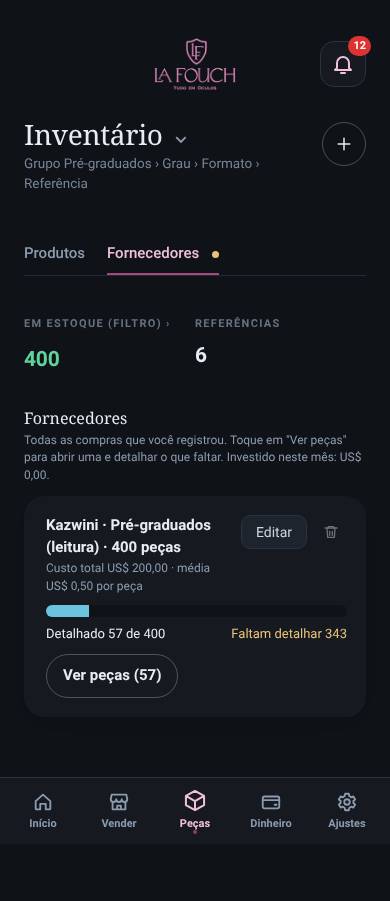 LA FOUCH
TUDO EM ÓCULOS
12
Inventário
Grupo Pré-graduados › Grau › Formato ›
Referência
Produtos
Fornecedores
EM ESTOQUE (FILTRO) ›
REFERÊNCIAS
400
6
Fornecedores
Todas as compras que você registrou. Toque em "Ver peças"
para abrir uma e detalhar o que faltar. Investido neste mês: US$
0,00.
Kazwini · Pré-graduados
(leitura) · 400 peças
Editar
Custo total US$ 200,00 · média
US$ 0,50 por peça
Detalhado 57 de 400
Faltam detalhar 343
Ver peças (57)
Início
Vender
Peças
Dinheiro
Ajustes